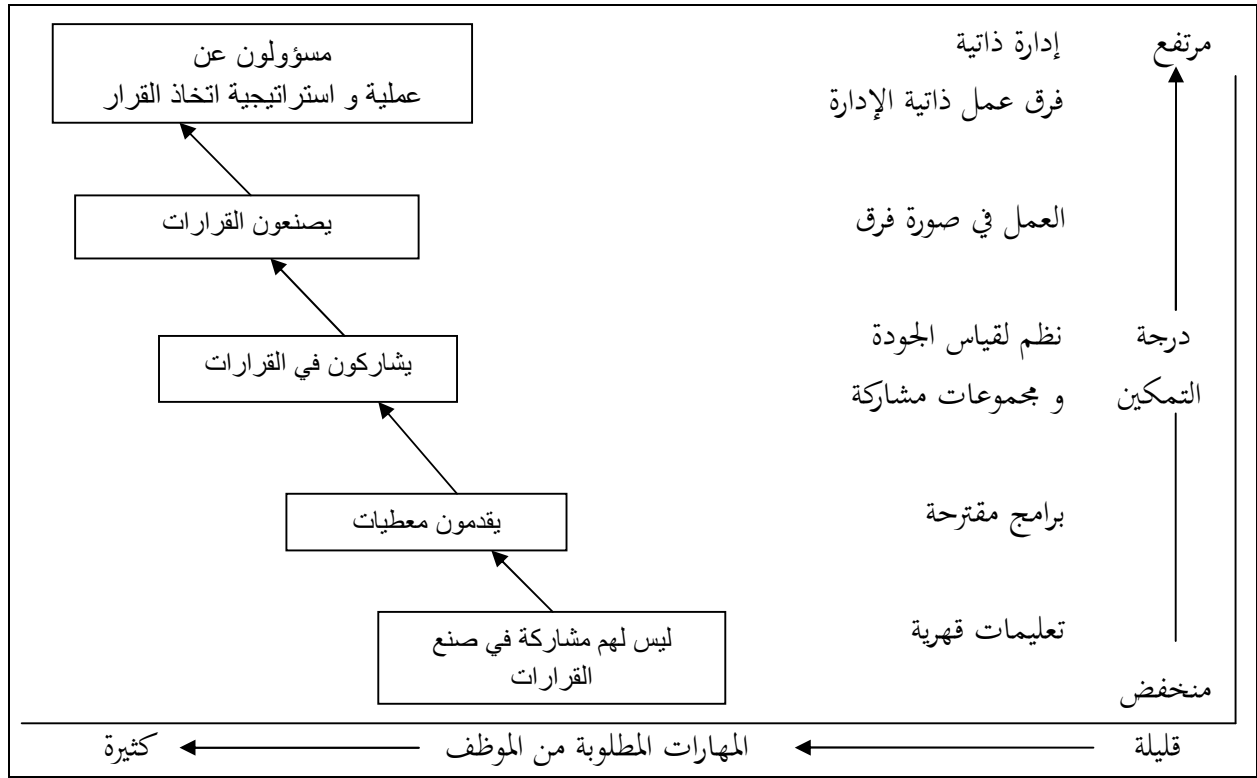 مرتفع
إدارة ذاتية
مسؤولون عن
عملية و استراتيجية اتخاذ القرار
فرق عمل ذاتية الإدارة
العمل في صورة فرق
يصنعون القرارات
درجة
نظم لقياس الجودة
يشاركون في القرارات
التمكين
و مجموعات مشاركة
برامج مقترحة
يقدمون معطيات
تعليمات قهرية
ليس لهم مشاركة في صنع
القرارات
منخفض
قليلة
المهارات المطلوبة من الموظف
كثيرة